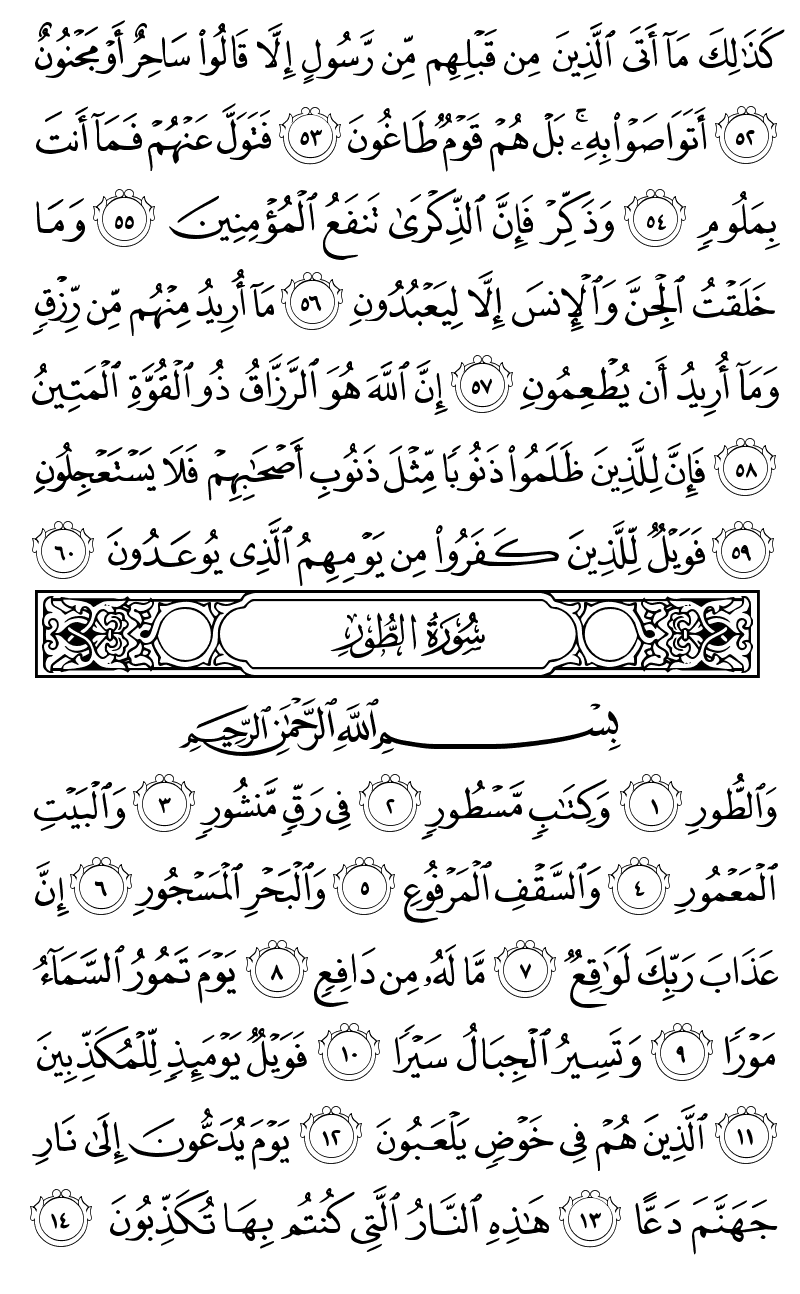 كَذَٰلِكَ مَآ أَتَى ٱلَّذِينَ مِن قَبْلِهِم مِّن رَّسُولٍ إِلَّا قَالُوا۟ سَاحِرٌ أَوْ مَجْنُونٌ
٥٢ أَتَوَاصَوْا۟ بِهِۦ ۚ بَلْ هُمْ قَوْمٌ طَاغُونَ ٥٣ فَتَوَلَّ عَنْهُمْ فَمَآ أَنتَ
بِمَلُومٍ ٥٤ وَذَكِّرْ فَإِنَّ ٱلذِّكْرَىٰ تَنفَعُ ٱلْمُؤْمِنِينَ ٥٥ وَمَا
خَلَقْتُ ٱلْجِنَّ وَٱلْإِنسَ إِلَّا لِيَعْبُدُونِ ٥٦ مَآ أُرِيدُ مِنْهُم مِّن رِّزْقٍ
وَمَآ أُرِيدُ أَن يُطْعِمُونِ ٥٧ إِنَّ ٱللَّهَ هُوَ ٱلرَّزَّاقُ ذُو ٱلْقُوَّةِ ٱلْمَتِينُ
٥٨ فَإِنَّ لِلَّذِينَ ظَلَمُوا۟ ذَنُوبًا مِّثْلَ ذَنُوبِ أَصْحَٰبِهِمْ فَلَا يَسْتَعْجِلُونِ
٥٩ فَوَيْلٌ لِّلَّذِينَ كَفَرُوا۟ مِن يَوْمِهِمُ ٱلَّذِى يُوعَدُونَ ٦٠
سُورَةُ الطُّورِ
بِسْمِ ٱللَّهِ ٱلرَّحْمَٰنِ ٱلرَّحِيمِ
وَٱلطُّورِ ١ وَكِتَٰبٍ مَّسْطُورٍ ٢ فِى رَقٍّ مَّنشُورٍ ٣ وَٱلْبَيْتِ
ٱلْمَعْمُورِ ٤ وَٱلسَّقْفِ ٱلْمَرْفُوعِ ٥ وَٱلْبَحْرِ ٱلْمَسْجُورِ ٦ إِنَّ
عَذَابَ رَبِّكَ لَوَٰقِعٌ ٧ مَّا لَهُۥ مِن دَافِعٍ ٨ يَوْمَ تَمُورُ ٱلسَّمَآءُ
مَوْرًا ٩ وَتَسِيرُ ٱلْجِبَالُ سَيْرًا ١٠ فَوَيْلٌ يَوْمَئِذٍ لِّلْمُكَذِّبِينَ
١١ ٱلَّذِينَ هُمْ فِى خَوْضٍ يَلْعَبُونَ ١٢ يَوْمَ يُدَعُّونَ إِلَىٰ نَارِ
جَهَنَّمَ دَعًّا ١٣ هَٰذِهِ ٱلنَّارُ ٱلَّتِى كُنتُم بِهَا تُكَذِّبُونَ ١٤